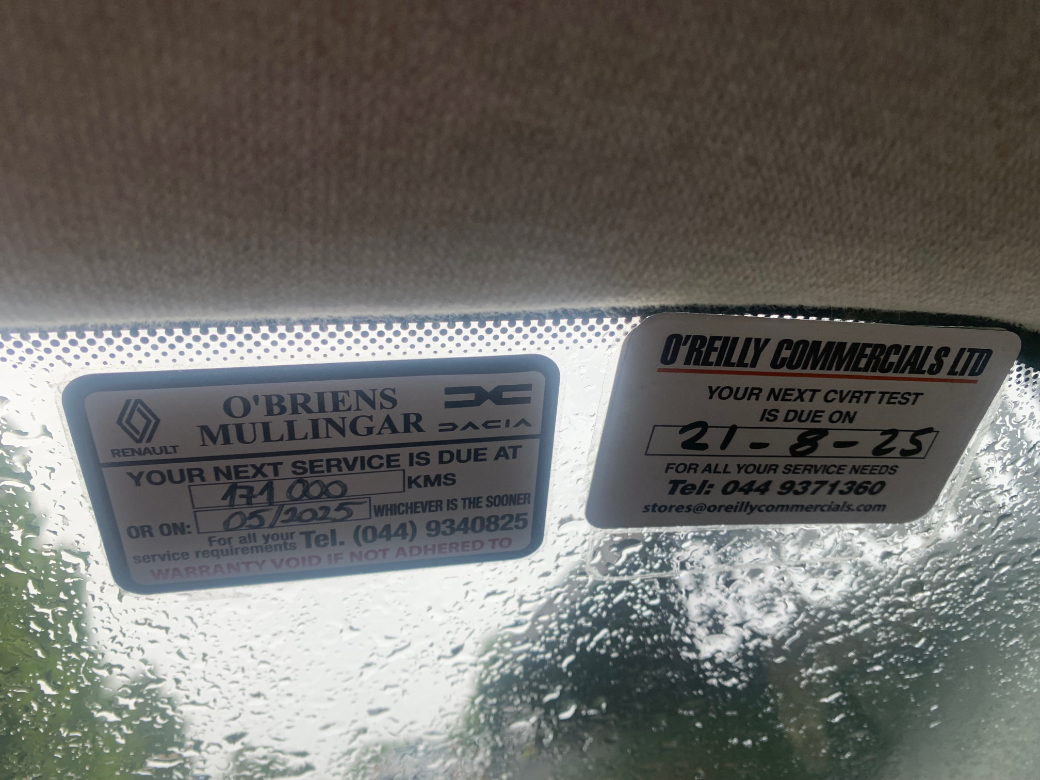 O'BRIENS
MULLINGAR
RENAULT
DACIA
YOUR NEXT SERVICE IS DUE AT
171 000 KMS
OR ON: 05/2025 WHICHEVER IS THE SOONER
For all your
service requirements Tel. (044) 9340825
WARRANTY VOID IF NOT ADHERED TO
O'REILLY COMMERCIALS LTD
YOUR NEXT CVRT TEST
IS DUE ON
21-8-25
FOR ALL YOUR SERVICE NEEDS
Tel: 044 9371360
stores@oreillycommercials.com